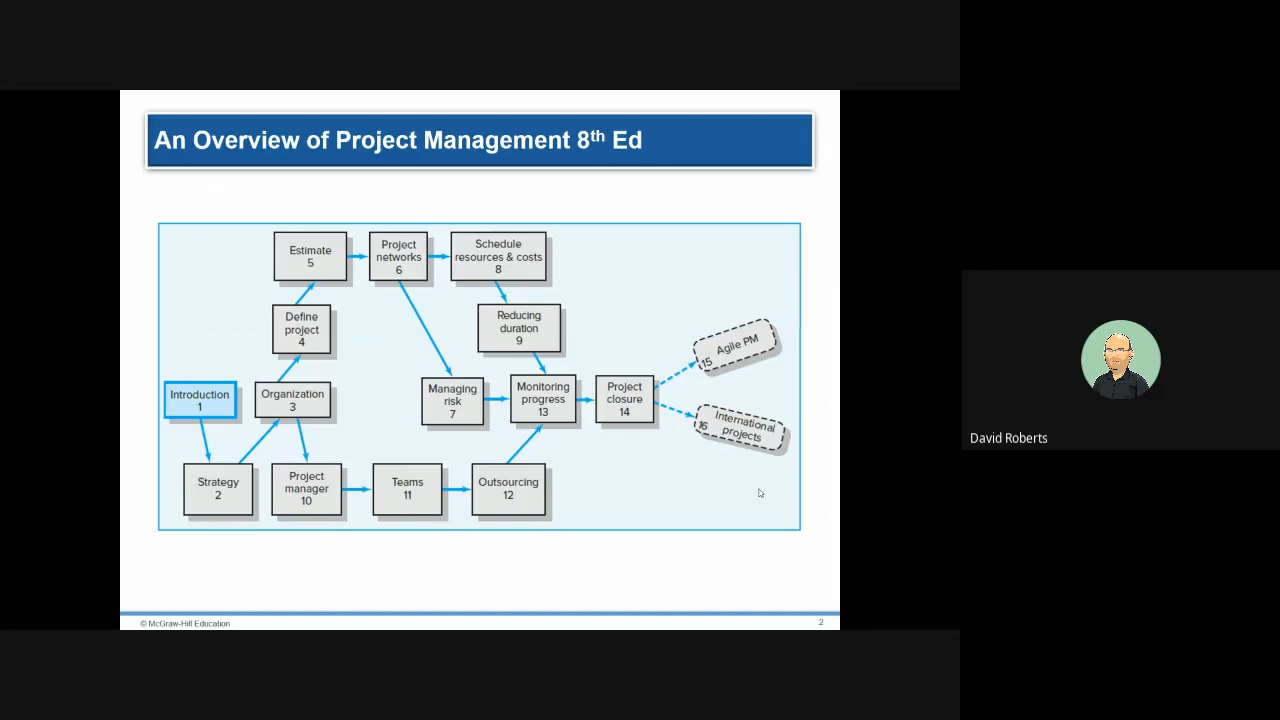 An Overview of Project Management 8th Ed
Estimate
5
Project
networks
6
Schedule
resources & costs
8
Define
project
4
Reducing
duration
9
15 Agile PM
Introduction
1
Organization
3
Managing
risk
7
Monitoring
progress
13
Project
closure
14
16 International
projects
Strategy
2
Project
manager
10
Teams
11
Outsourcing
12
© McGraw-Hill Education
2
David Roberts